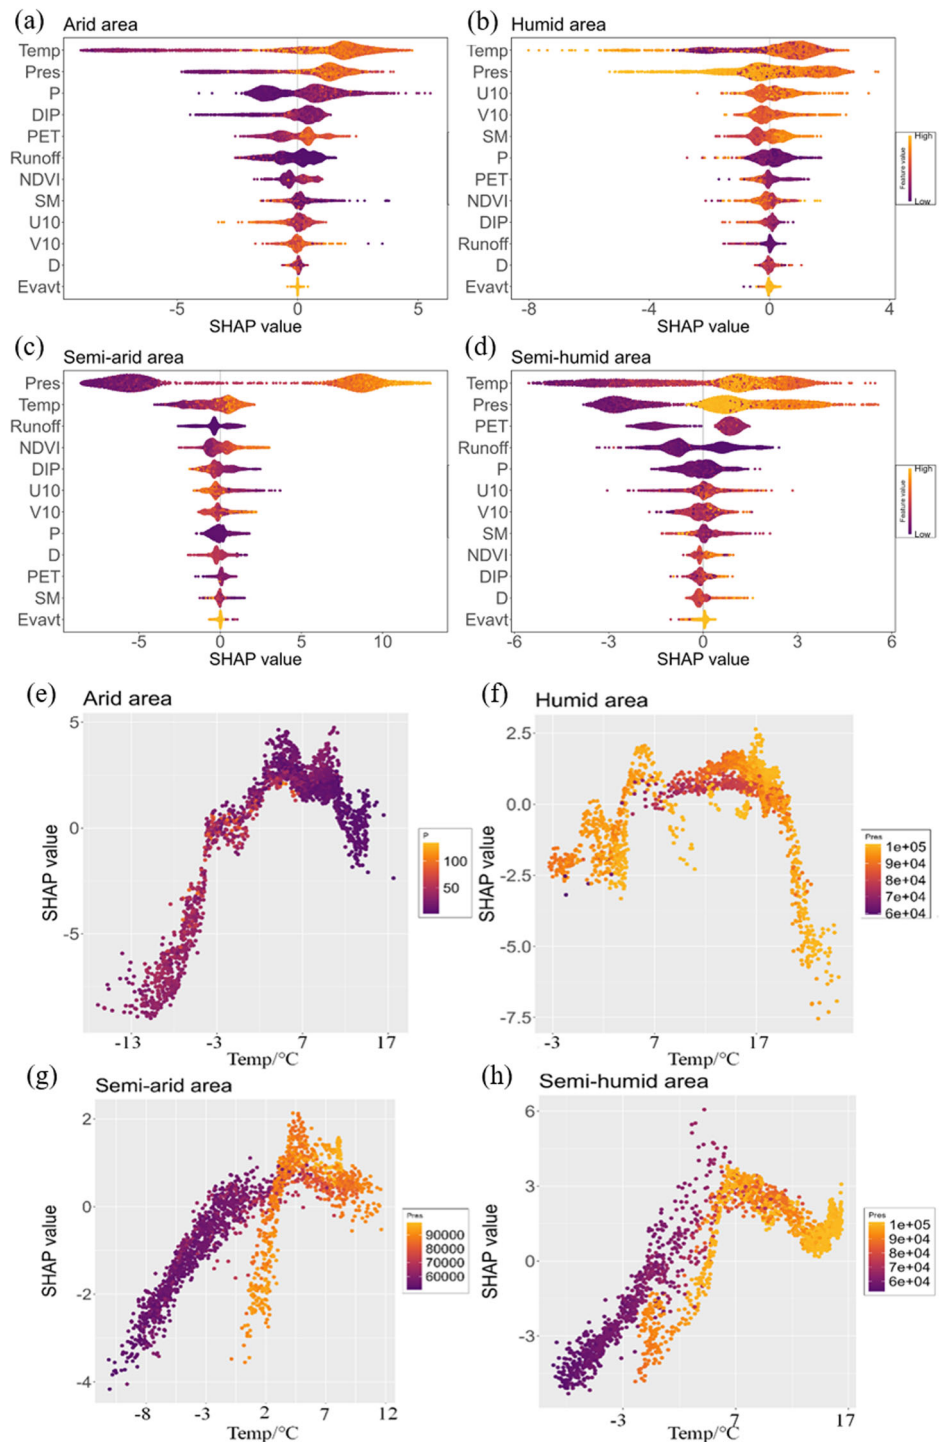 (a) Arid area
Temp
Pres
P
DIP
PET
Runoff
NDVI
SM
U10
V10
D
Evavt
-5 0 5
SHAP value
(b) Humid area
Temp
Pres
U10
V10
SM
P
PET
NDVI
DIP
Runoff
D
Evavt
-8 -4 0 4
SHAP value
High
Feature value
Low
(c) Semi-arid area
Pres
Temp
Runoff
NDVI
DIP
U10
V10
P
D
PET
SM
Evavt
-5 0 5 10
SHAP value
(d) Semi-humid area
Temp
Pres
PET
Runoff
P
U10
V10
SM
NDVI
DIP
D
Evavt
-6 -3 0 3 6
SHAP value
High
Feature value
Low
(e) Arid area
5
0
-5
SHAP value
-13 -3 7 17
Temp/°C
P
100
50
(f) Humid area
2.5
0.0
-2.5
-5.0
-7.5
SHAP value
-3 7 17
Temp/°C
Pres
1e+05
9e+04
8e+04
7e+04
6e+04
(g) Semi-arid area
2
0
-2
-4
SHAP value
-8 -3 2 7 12
Temp/°C
Pres
90000
80000
70000
60000
(h) Semi-humid area
6
3
0
-3
SHAP value
-3 7 17
Temp/°C
Pres
1e+05
9e+04
8e+04
7e+04
6e+04